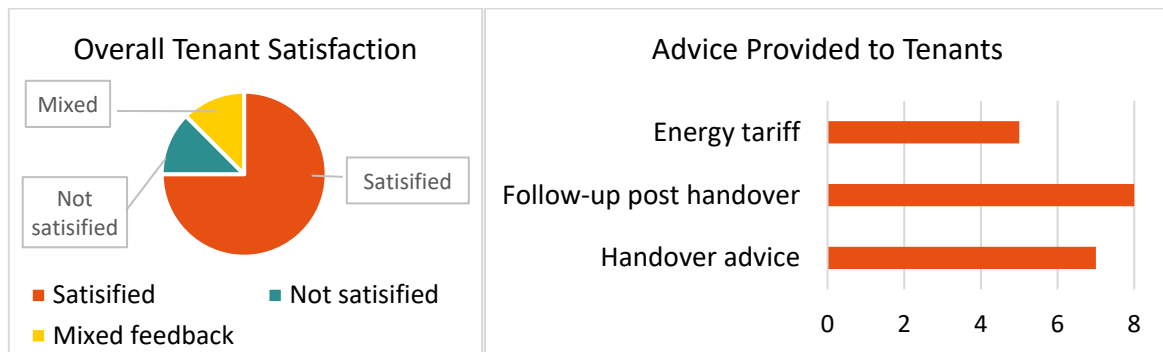 Overall Tenant Satisfaction
Mixed
Not
satisified
Satisified
Satisified
Not satisified
Mixed feedback
Advice Provided to Tenants
Energy tariff
Follow-up post handover
Handover advice
0 2 4 6 8